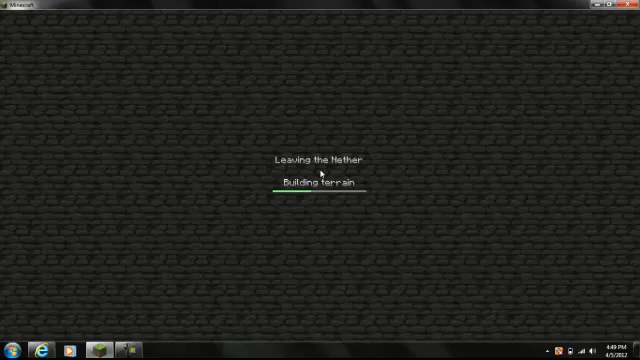 Minecraft
Leaving the Nether
Building terrain
4:49 PM
4/5/2012